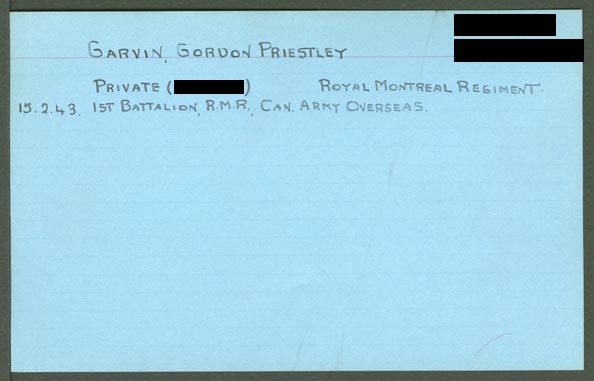 GARVIN, GORDON PRIESTLEY
PRIVATE ( ) ROYAL MONTREAL REGIMENT.
15.2.43. 1ST BATTALION, R.M.R., CAN. ARMY OVERSEAS.